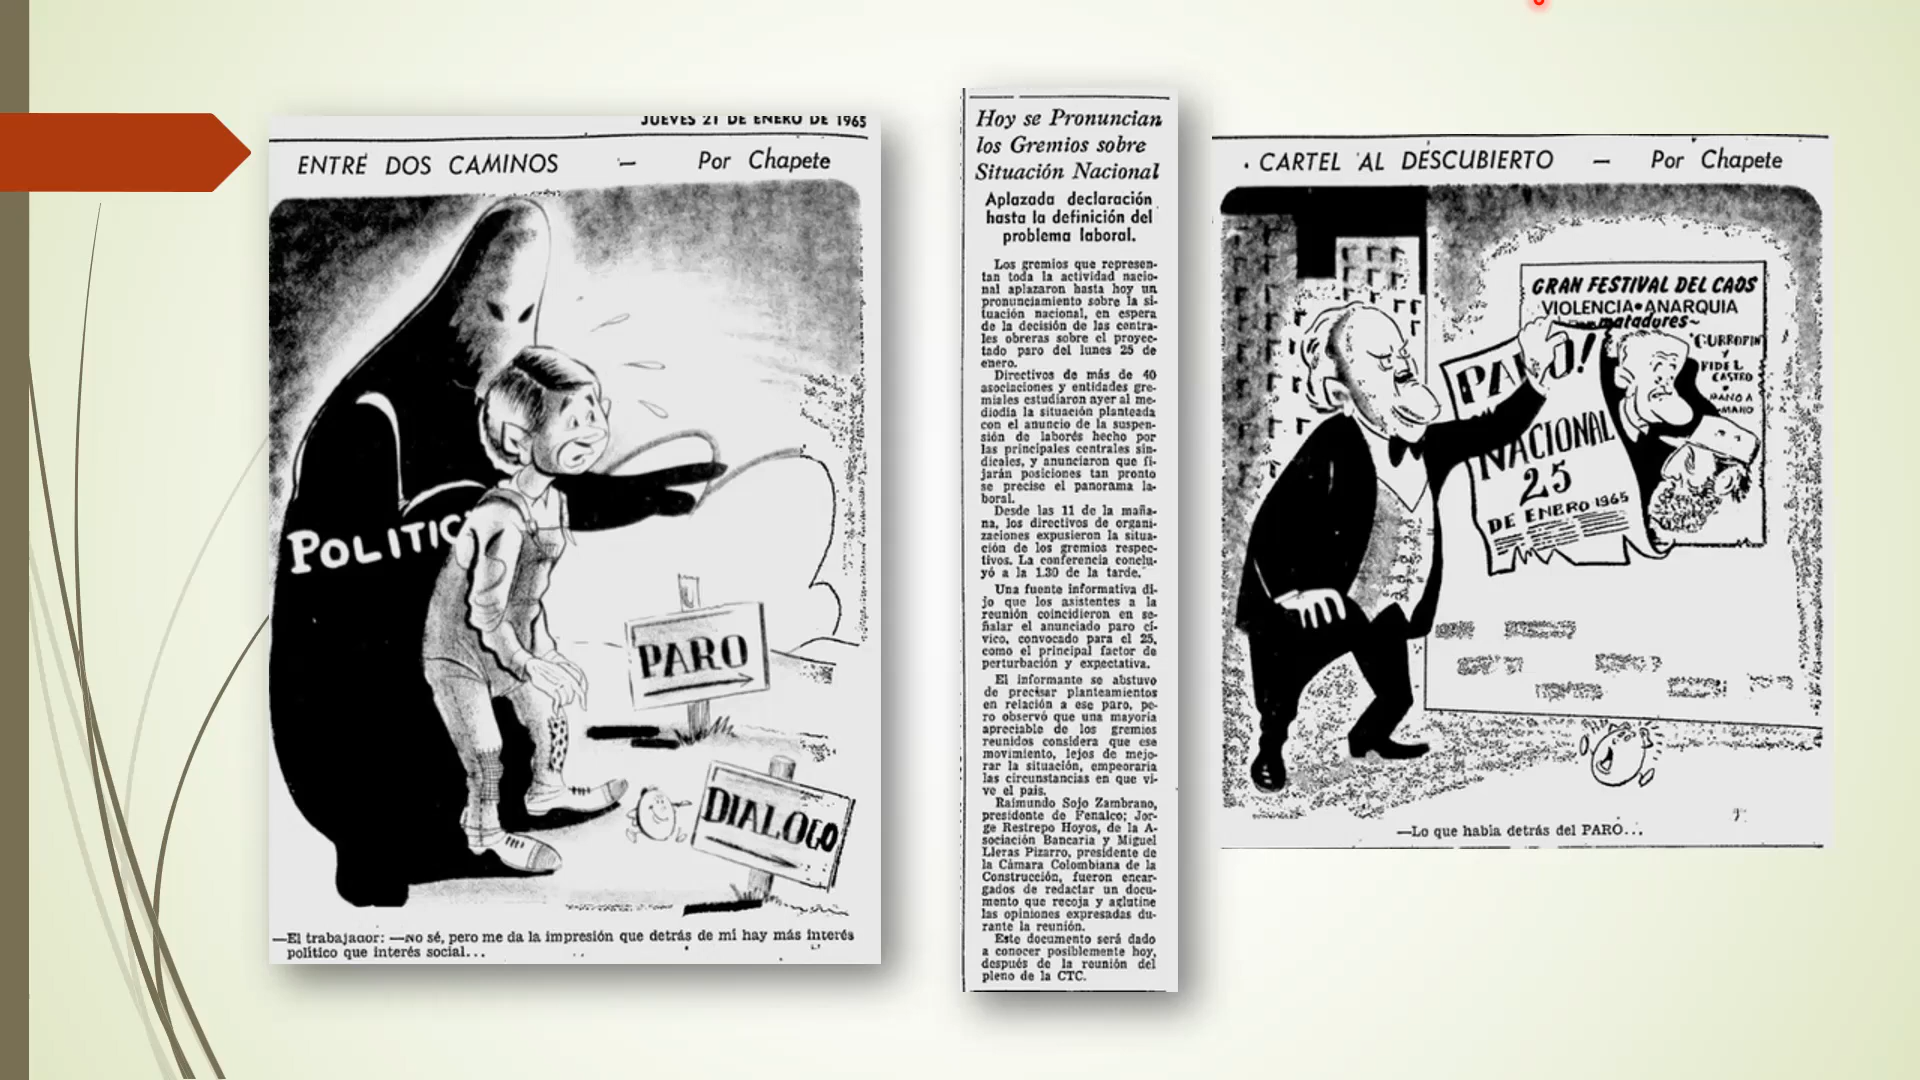 JUEVES 21 DE ENERO DE 1965
ENTRE DOS CAMINOS — Por Chapete
POLITIC
PARO
DIALOGO
—El trabajador: —No sé, pero me da la impresión que detrás de mí hay más interés
político que interés social...
Hoy se Pronuncian
los Gremios sobre
Situación Nacional
Aplazada declaración
hasta la definición del
problema laboral.
Los gremios que represen-
tan toda la actividad nacio-
nal aplazaron hasta hoy un
pronunciamiento sobre la si-
tuación nacional, en espera
de la decisión de las centra-
les obreras sobre el proyec-
tado paro del lunes 25 de
enero.
Directivos de más de 40
asociaciones y entidades gre-
miales estudiaron ayer al me-
diodía la situación planteada
con el anuncio de la suspen-
sión de labores hecho por
las principales centrales sin-
dicales, y anunciaron que fi-
jarán posiciones tan pronto
se precise el panorama la-
boral.
Desde las 11 de la maña-
na, los directivos de organi-
zaciones expusieron la situa-
ción de los gremios respec-
tivos. La conferencia conclu-
yó a la 1.30 de la tarde.
Una fuente informativa di-
jo que los asistentes a la
reunión coincidieron en se-
ñalar el anunciado paro cí-
vico, convocado para el 25,
como el principal factor de
perturbación y expectativa.
El informante se abstuvo
de precisar planteamientos
en relación a ese paro, pe-
ro observó que una mayoría
apreciable de los gremios
reunidos considera que ese
movimiento, lejos de mejo-
rar la situación, empeoraría
las circunstancias en que vi-
ve el país.
Raimundo Sojo Zambrano,
presidente de Fenalco; Jor-
ge Restrepo Hoyos, de la A-
sociación Bancaria y Miguel
Lleras Pizarro, presidente de
la Cámara Colombiana de la
Construcción, fueron encar-
gados de redactar un docu-
mento que recoja y aglutine
las opiniones expresadas du-
rante la reunión.
Este documento será dado
a conocer posiblemente hoy,
después de la reunión del
pleno de la CTC.
CARTEL AL DESCUBIERTO — Por Chapete
GRAN FESTIVAL DEL CAOS
VIOLENCIA•ANARQUIA
matadores~
"CURROFIN"
Y
FIDEL
CASTRO
MANO A
MANO
PARO!
NACIONAL
25
DE ENERO 1965
—Lo que había detrás del PARO...